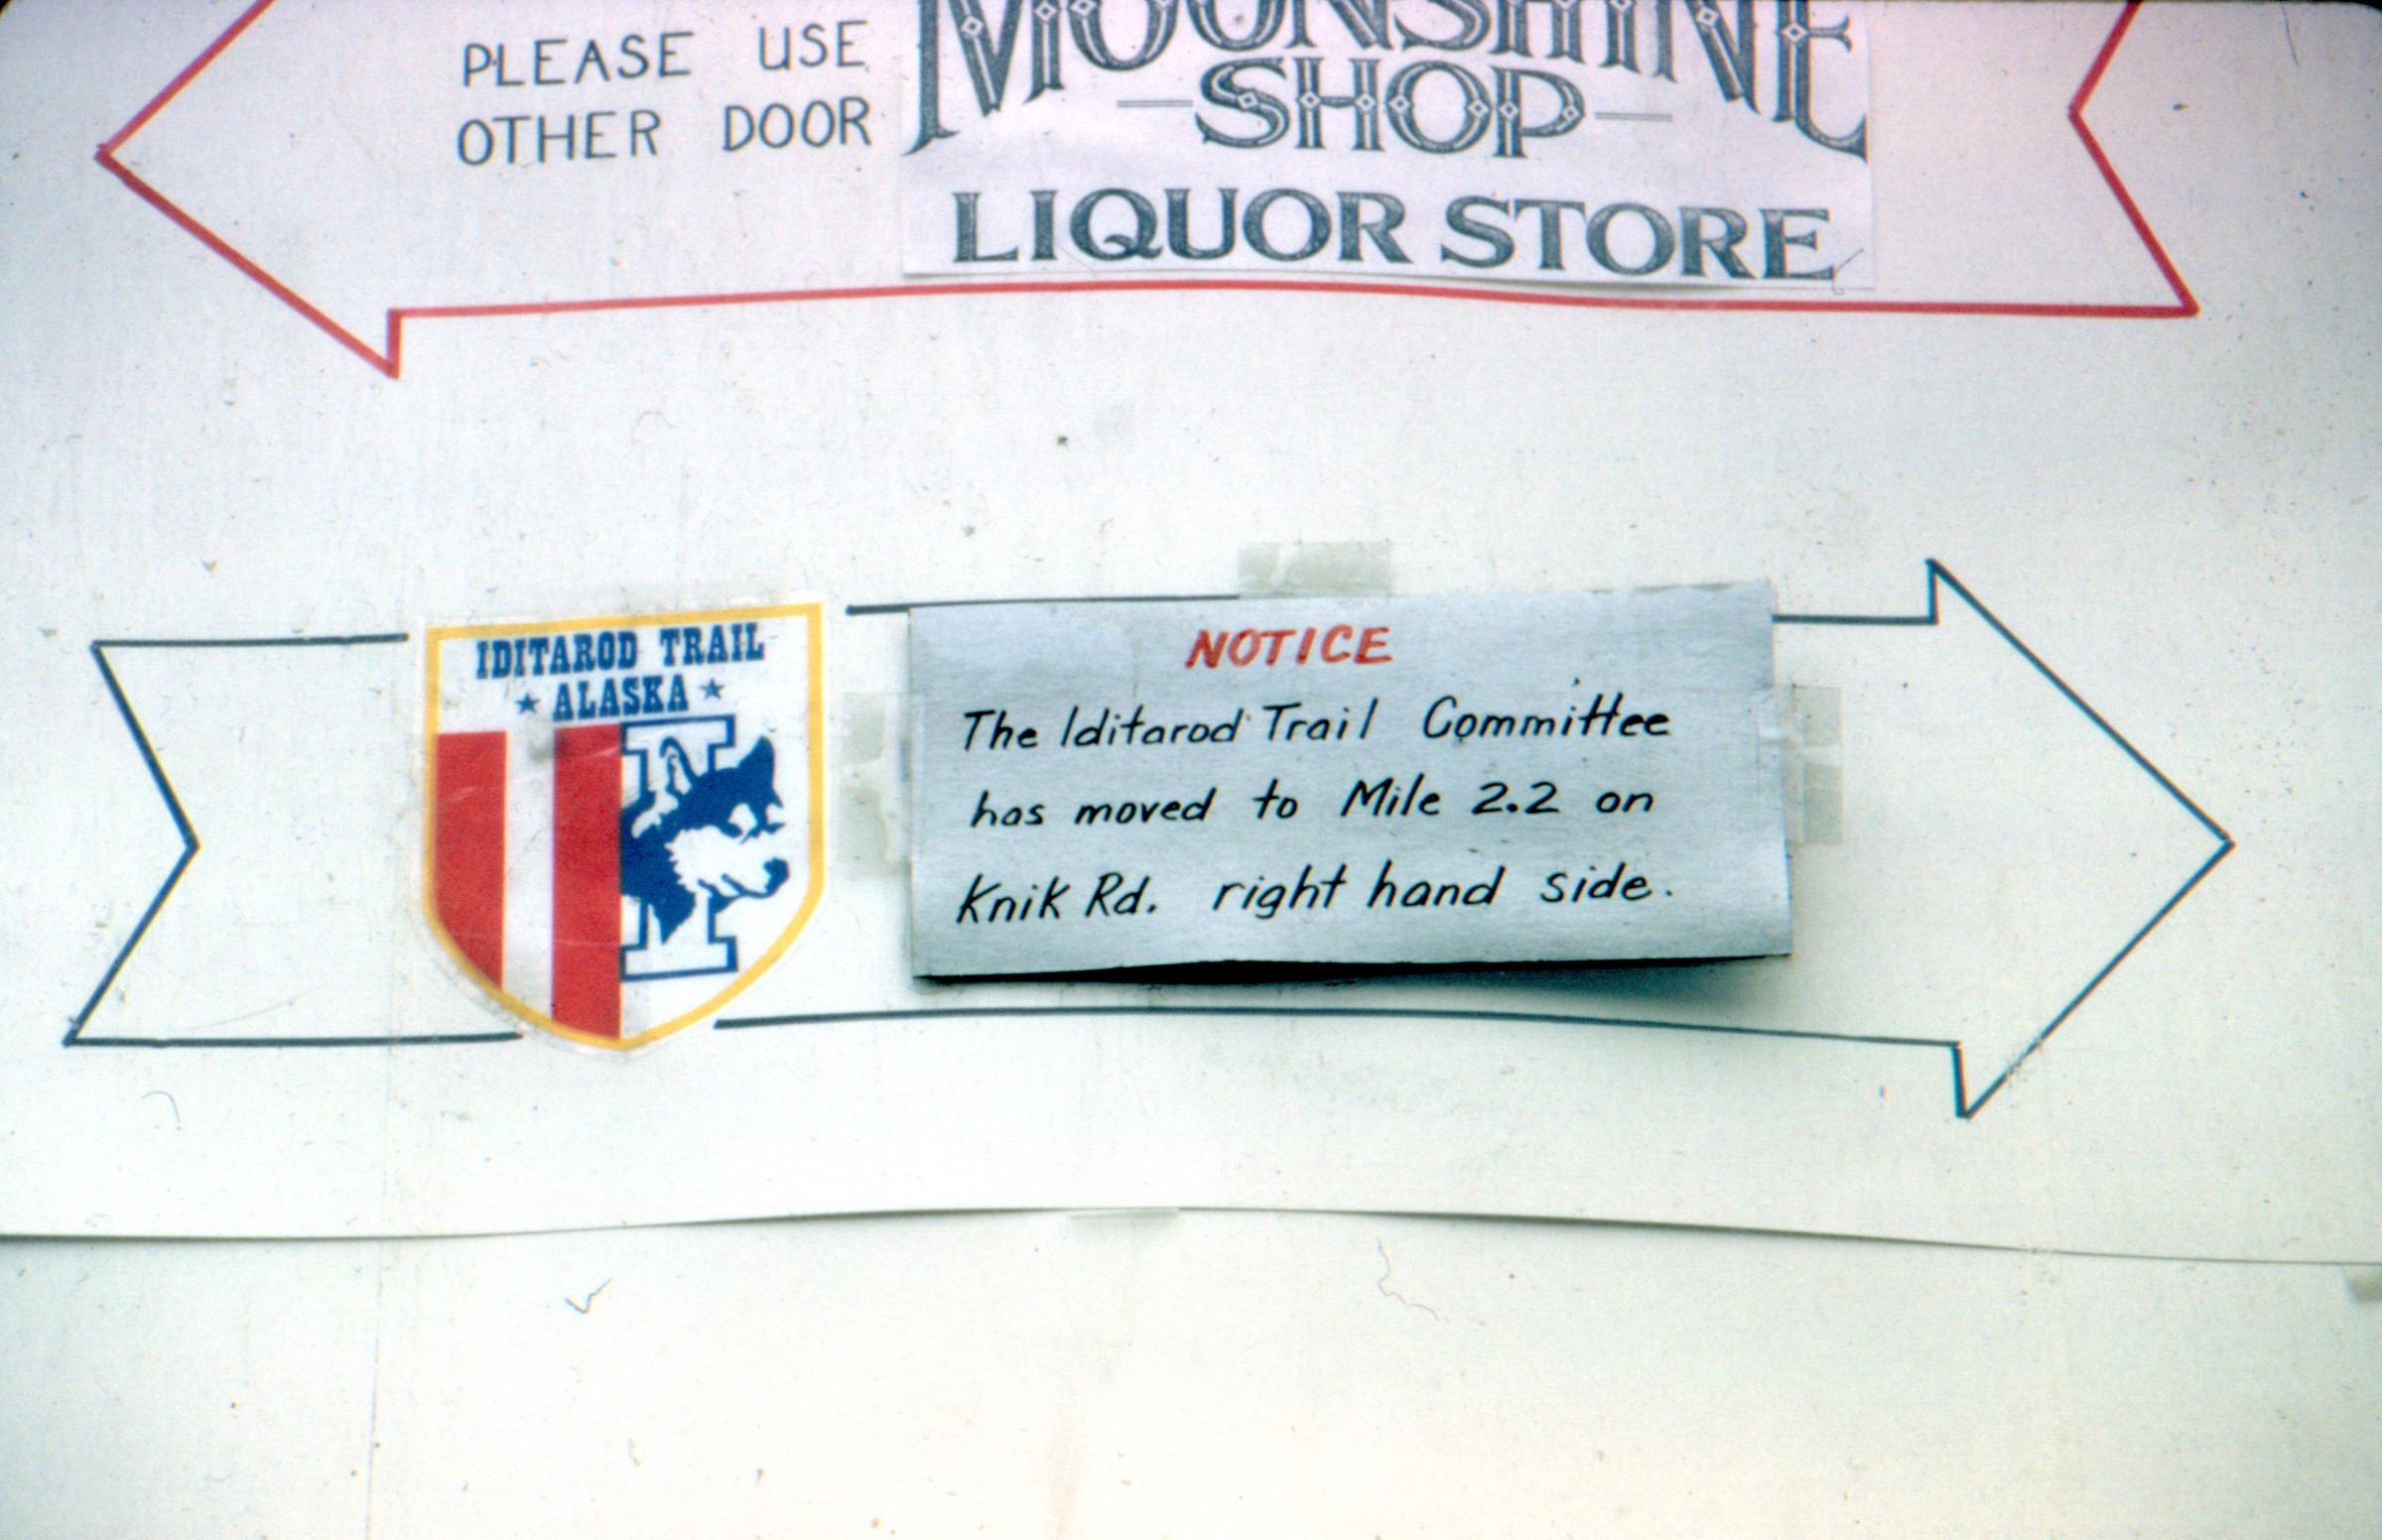 PLEASE USE
OTHER DOOR
MOONSHINE
SHOP
LIQUOR STORE
IDITAROD TRAIL
ALASKA
I
NOTICE
The Iditarod Trail Committee
has moved to Mile 2.2 on
Knik Rd. right hand side.